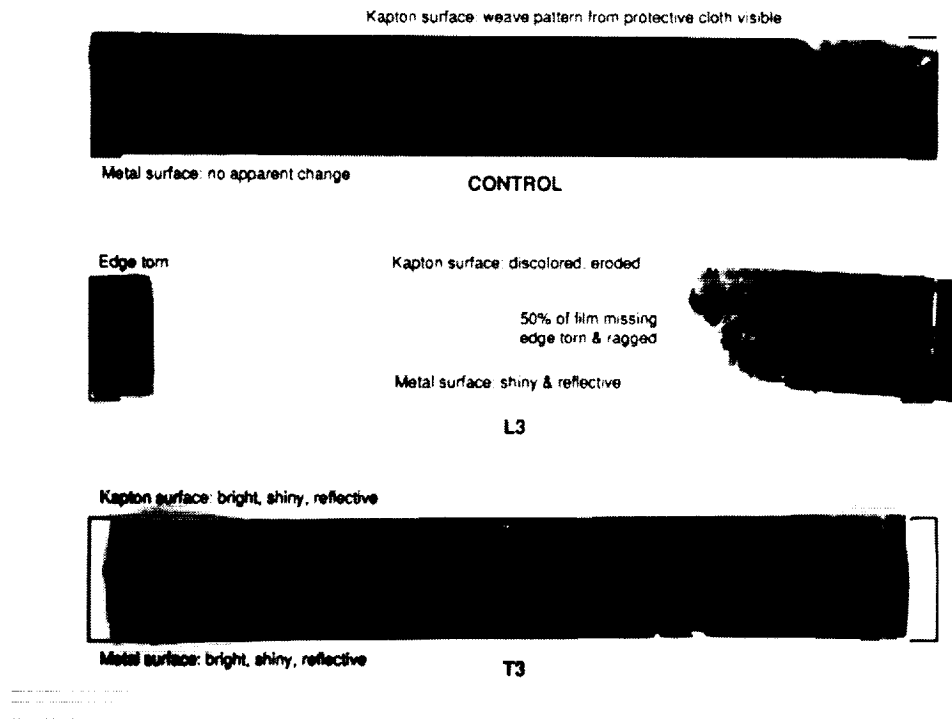 Kapton surface: weave pattern from protective cloth visible
Metal surface: no apparent change
CONTROL
Edge torn
Kapton surface: discolored, eroded
50% of film missing
edge torn & ragged
Metal surface: shiny & reflective
L3
Kapton surface: bright, shiny, reflective
Metal surface: bright, shiny, reflective
T3